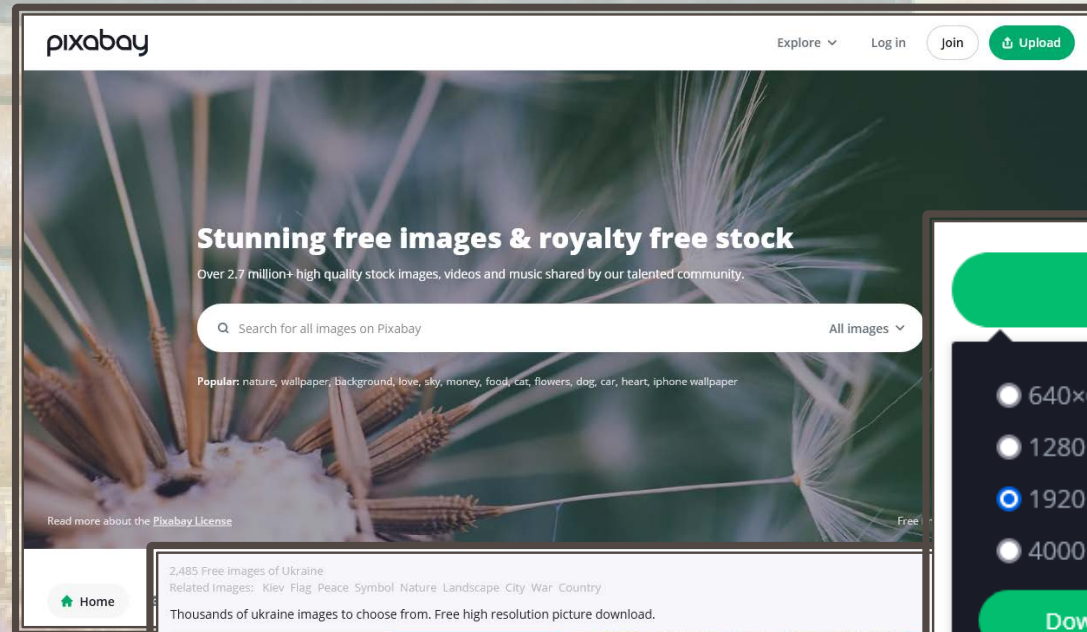 pixabay
Explore Log in Join Upload
Stunning free images & royalty free stock
Over 2.7 million+ high quality stock images, videos and music shared by our talented community.
Search for all images on Pixabay All images
Popular: nature, wallpaper, background, love, sky, money, food, cat, flowers, dog, car, heart, iphone wallpaper
Read more about the Pixabay License Free
Home
2,485 Free images of Ukraine
Related Images: Kiev Flag Peace Symbol Nature Landscape City War Country
Thousands of ukraine images to choose from. Free high resolution picture download.
640×
1280
1920
4000